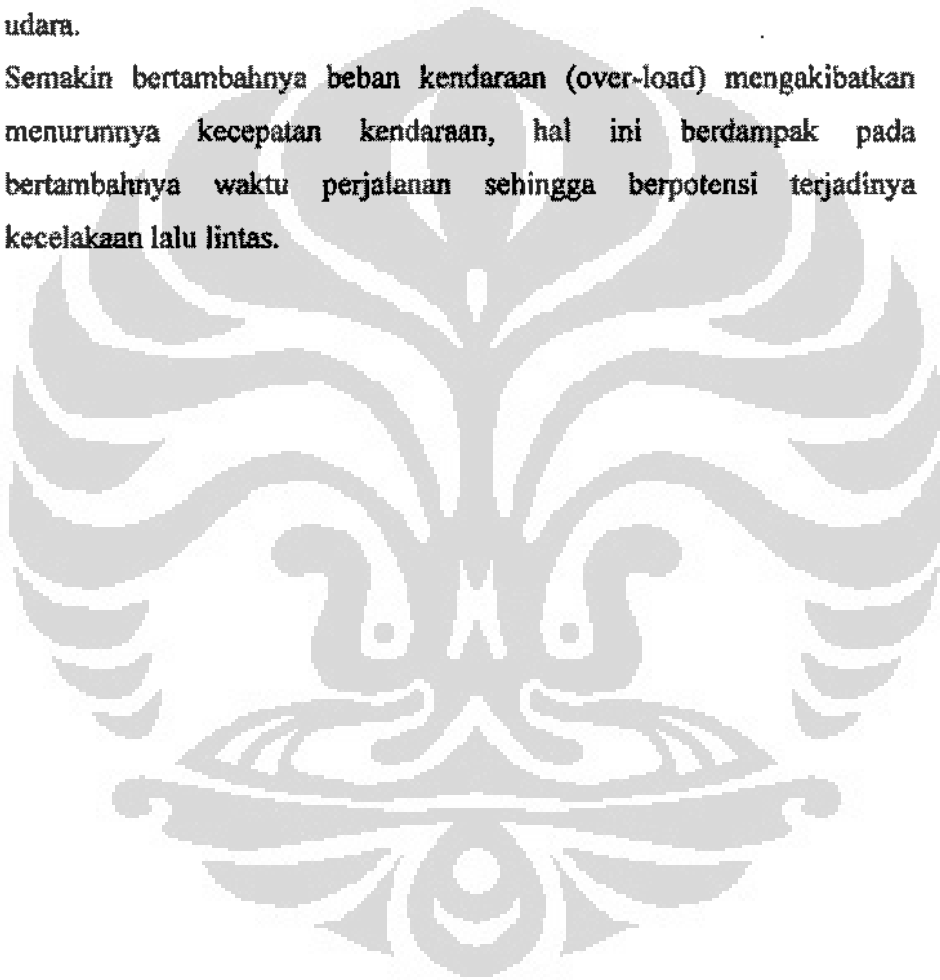 udara.
Semakin bertambahnya beban kendaraan (over-load) mengakibatkan
menurunnya kecepatan kendaraan, hal ini berdampak pada
bertambahnya waktu perjalanan sehingga berpotensi terjadinya
kecelakaan lalu lintas.